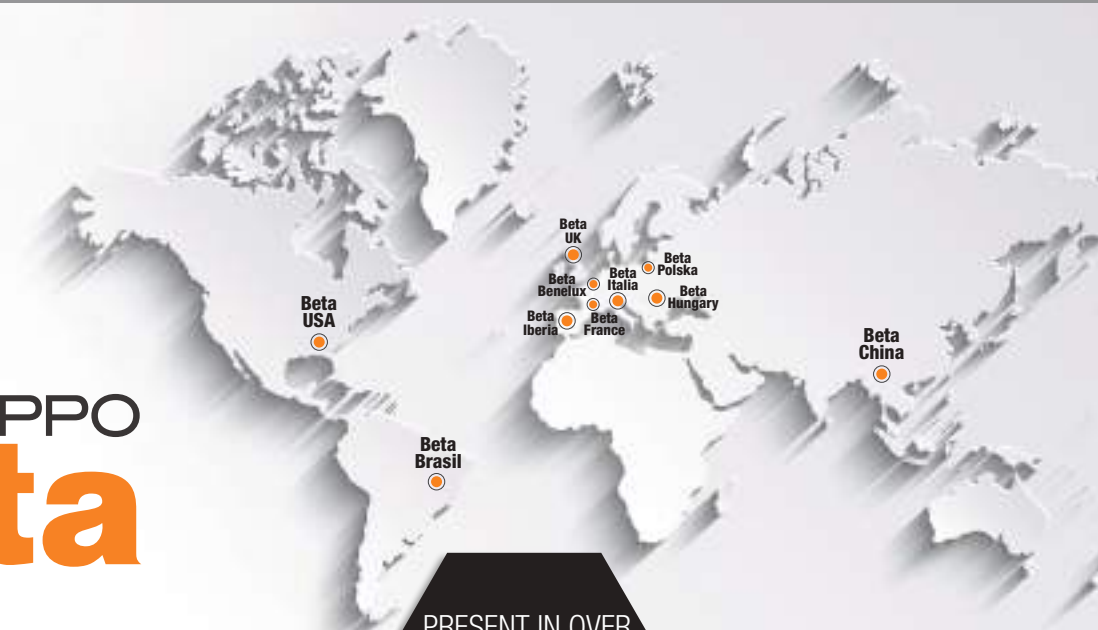 Beta
UK
Beta
Polska
Beta
Benelux
Beta
Italia
Beta
Hungary
Beta
USA
Beta
Iberia
Beta
France
Beta
China
PPO
ta
Beta
Brasil
PRESENT IN OVER